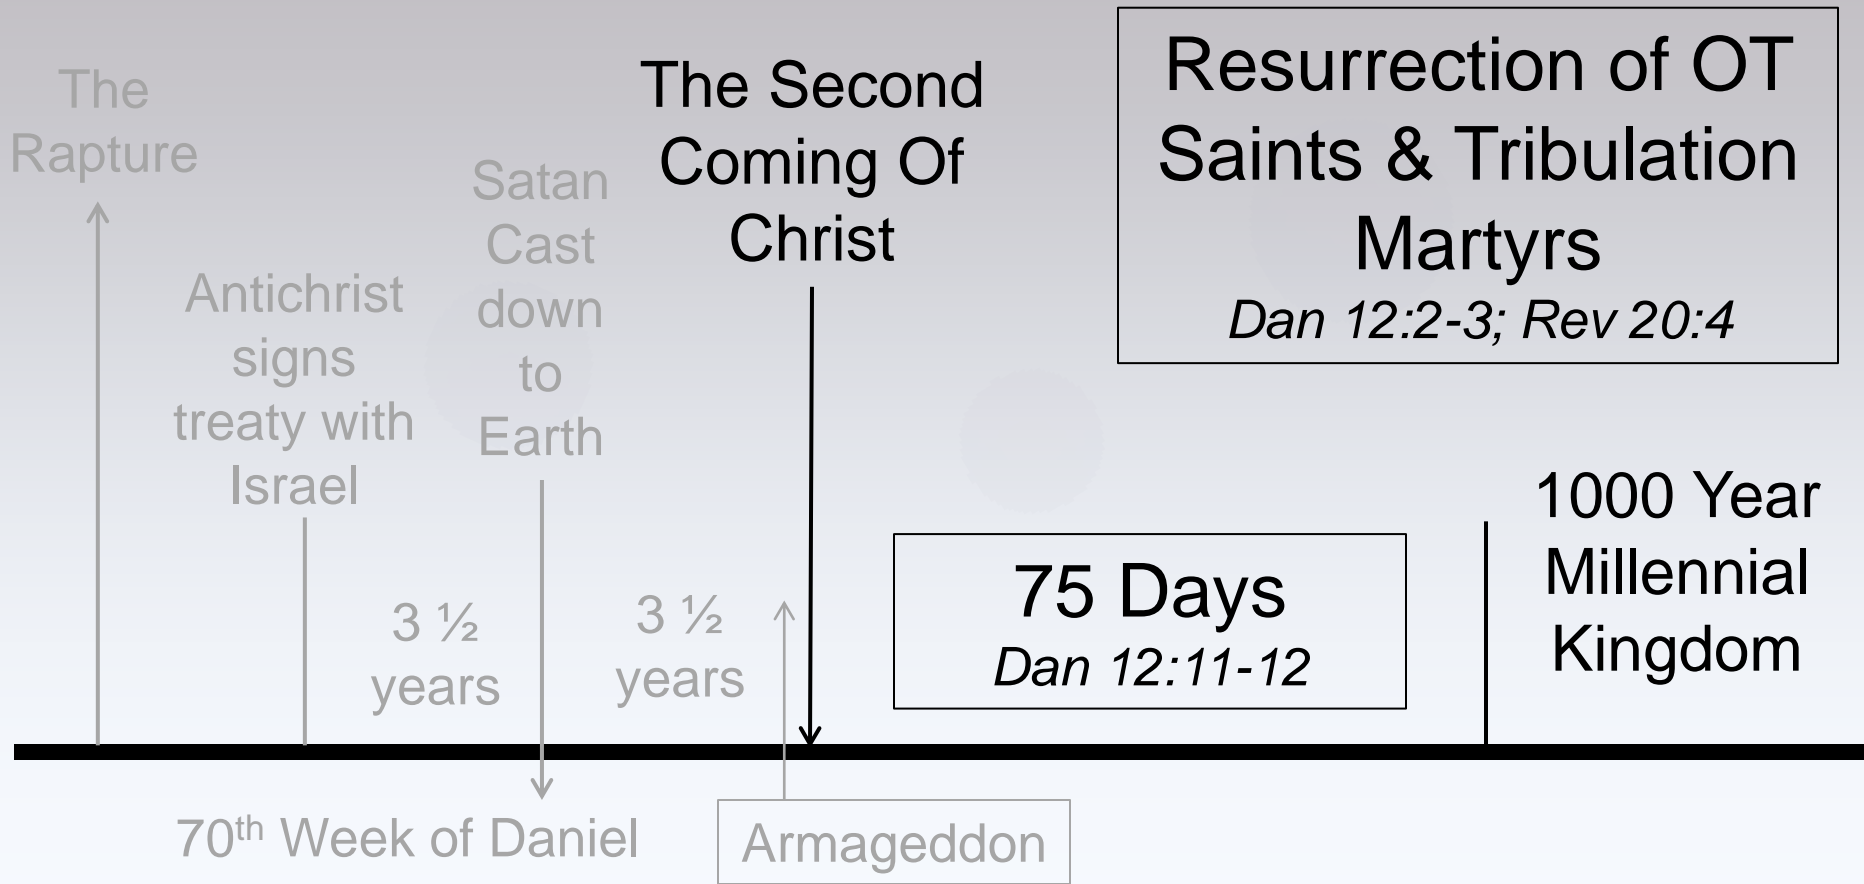 The
Rapture
Antichrist
signs
treaty with
Israel
3 ½
years
Satan
Cast
down
to
Earth
3 ½
years
The Second
Coming Of
Christ
Resurrection of OT
Saints & Tribulation
Martyrs
Dan 12:2-3; Rev 20:4
75 Days
Dan 12:11-12
1000 Year
Millennial
Kingdom
70th Week of Daniel
Armageddon